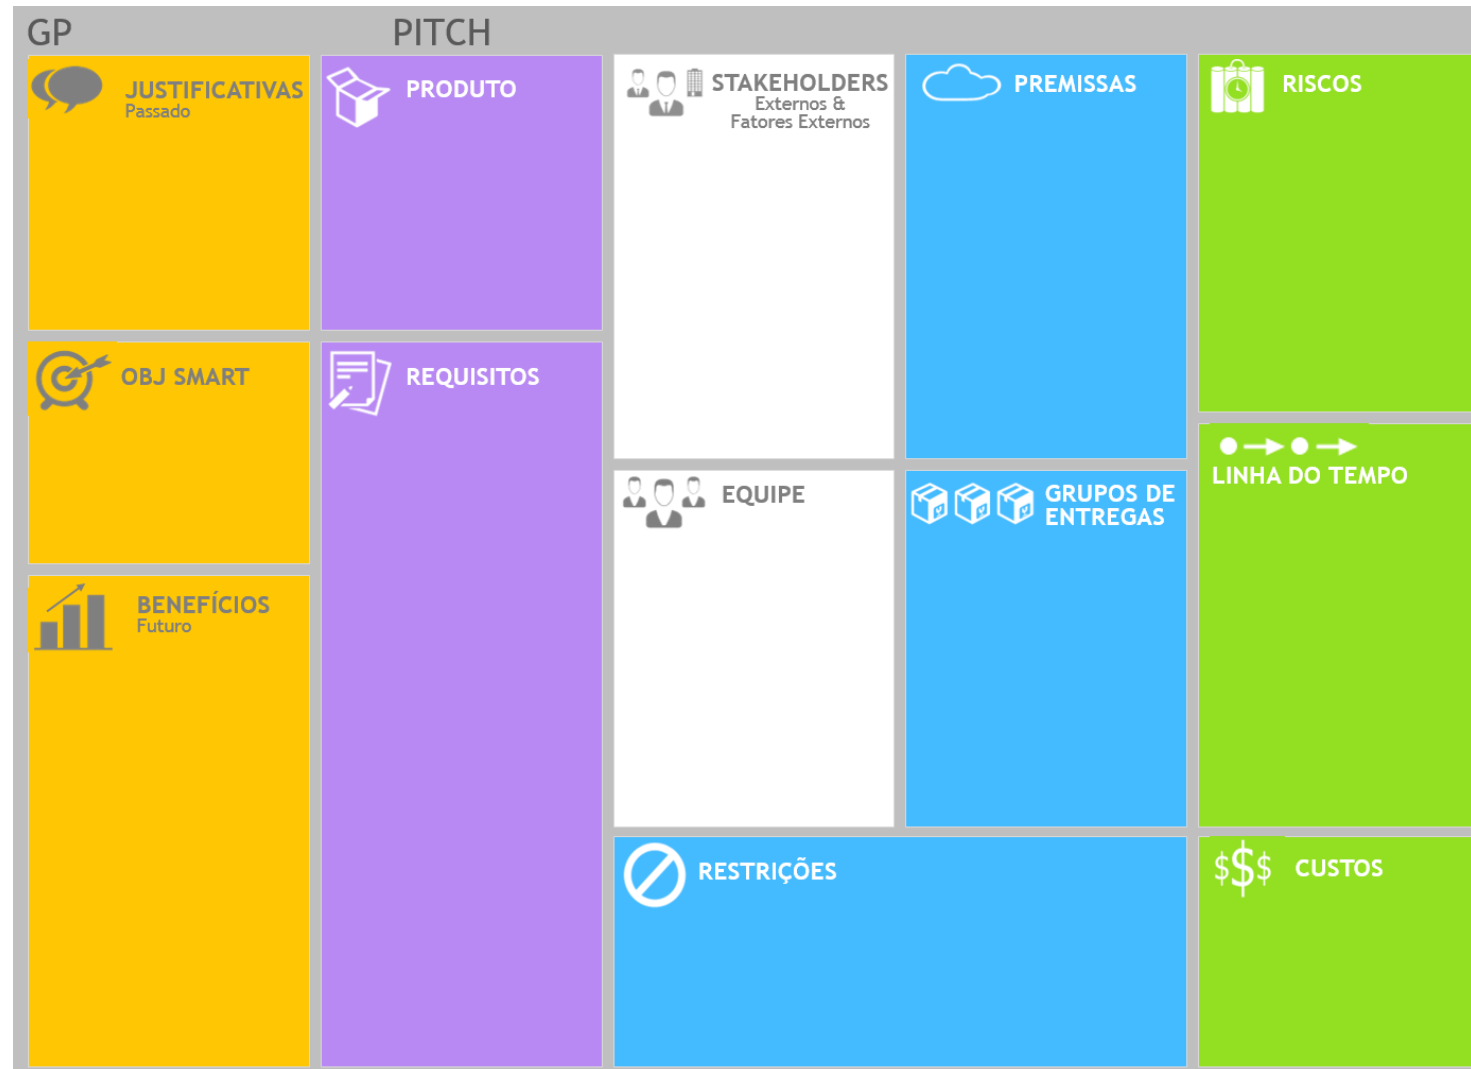 GP
PITCH
JUSTIFICATIVAS
Passado
OBJ SMART
BENEFÍCIOS
Futuro
PRODUTO
REQUISITOS
STAKEHOLDERS
Externos &
Fatores Externos
EQUIPE
PREMISSAS
GRUPOS DE
ENTREGAS
RESTRIÇÕES
RISCOS
LINHA DO TEMPO
$$$ CUSTOS